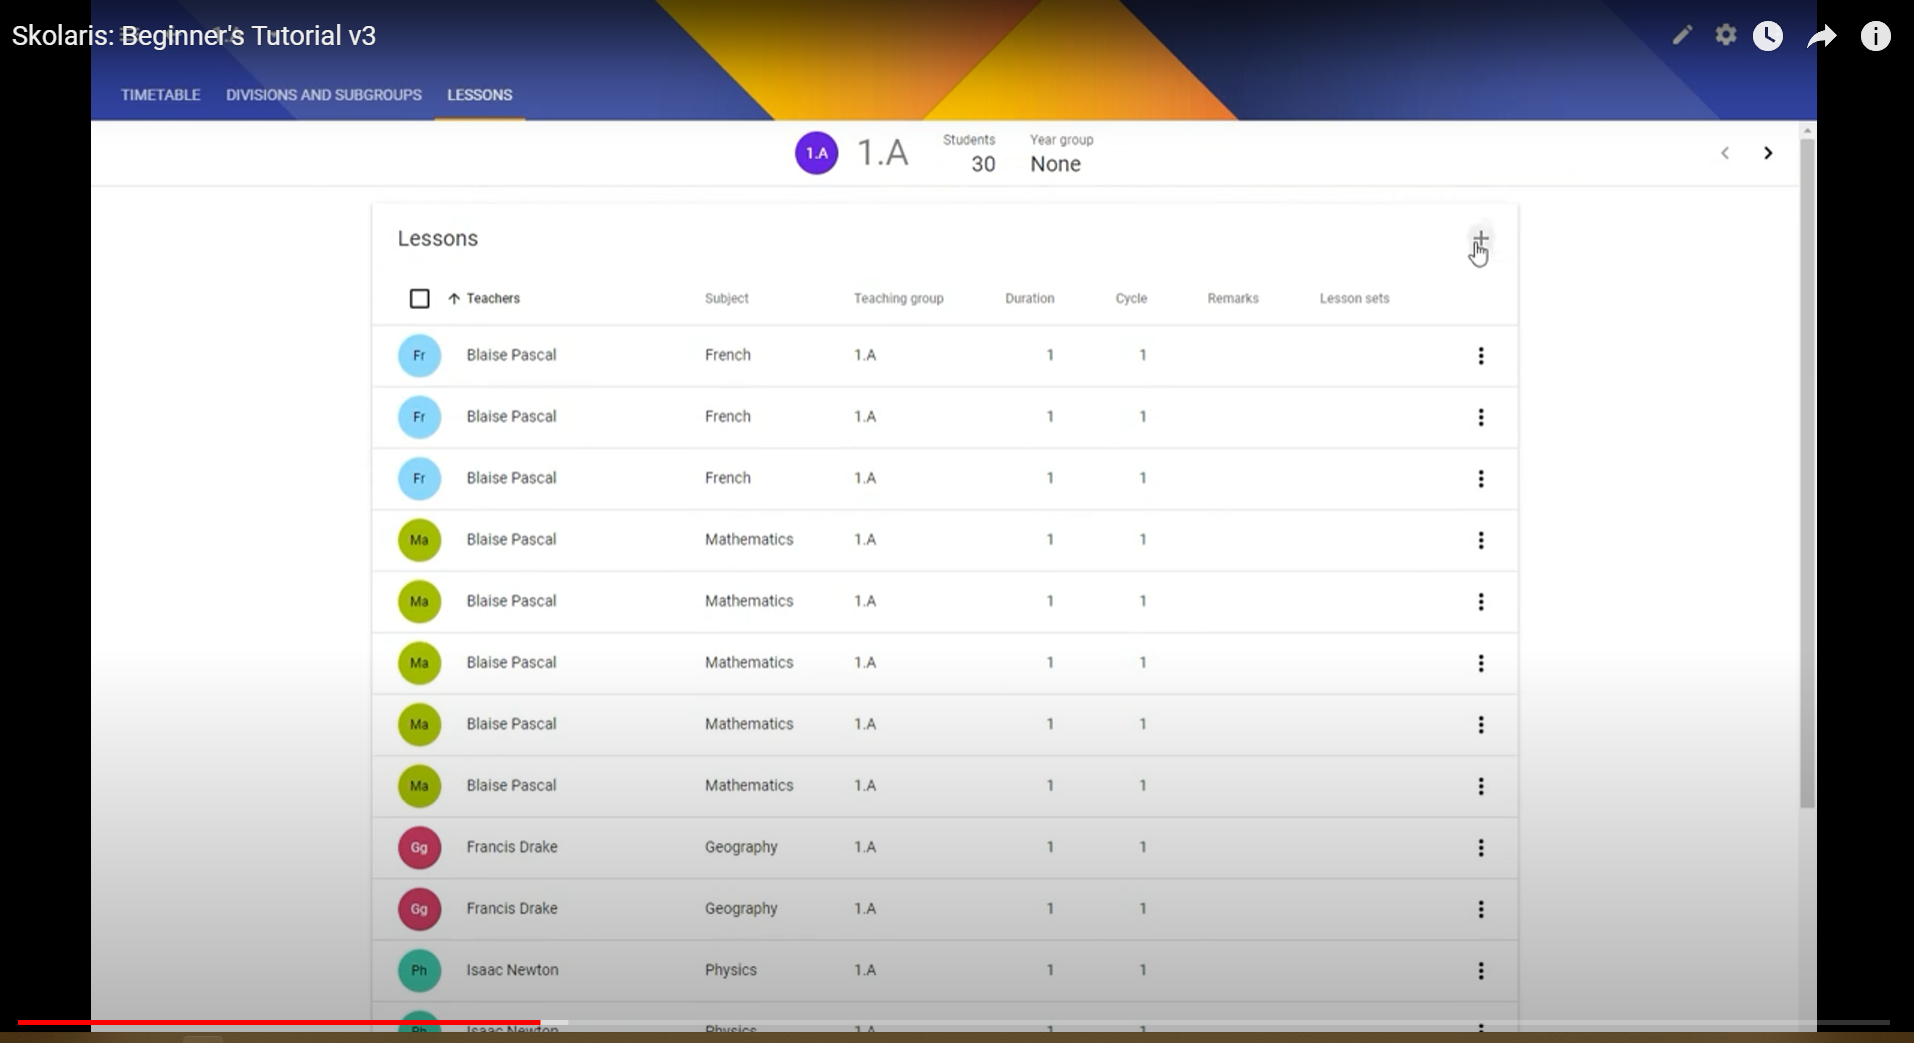 Skolaris: Beginner's Tutorial v3
TIMETABLE DIVISIONS AND SUBGROUPS LESSONS
1.A 1.A Students 30 Year group None
Lessons
Teachers Subject Teaching group Duration Cycle Remarks Lesson sets
Fr Blaise Pascal French 1.A 1 1
Fr Blaise Pascal French 1.A 1 1
Fr Blaise Pascal French 1.A 1 1
Ma Blaise Pascal Mathematics 1.A 1 1
Ma Blaise Pascal Mathematics 1.A 1 1
Ma Blaise Pascal Mathematics 1.A 1 1
Ma Blaise Pascal Mathematics 1.A 1 1
Ma Blaise Pascal Mathematics 1.A 1 1
Gg Francis Drake Geography 1.A 1 1
Gg Francis Drake Geography 1.A 1 1
Ph Isaac Newton Physics 1.A 1 1
Ph Isaac Newton Physics 1.A 1 1